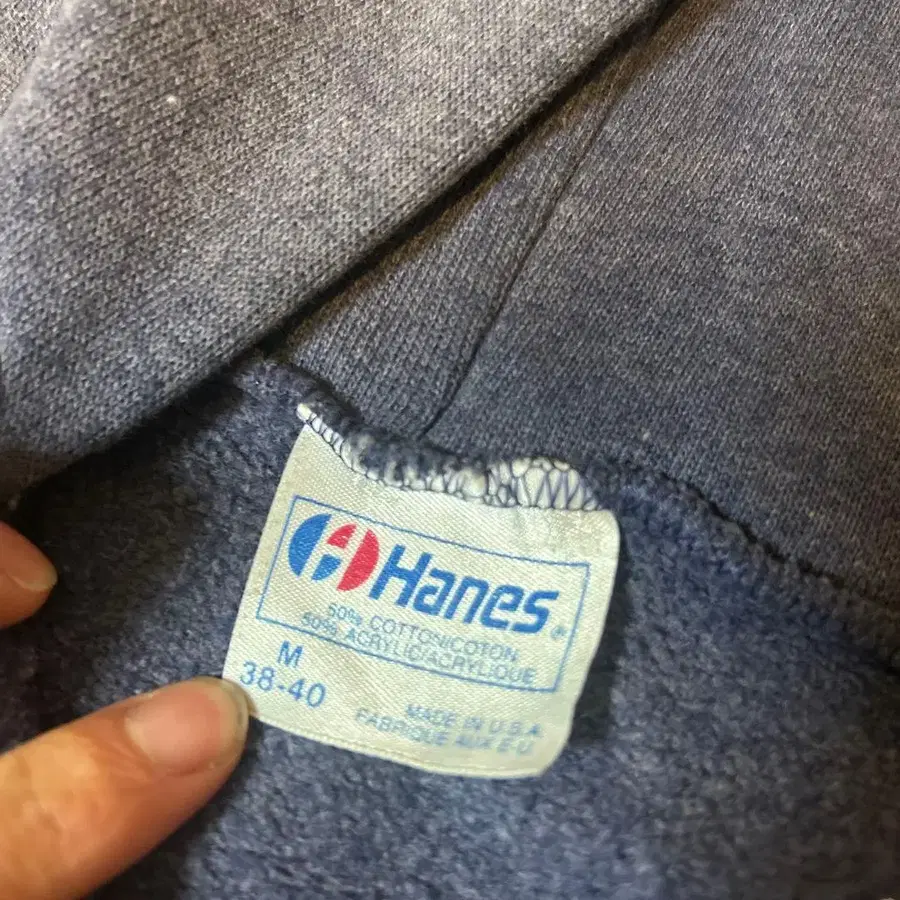 Hanes®
50% COTTON/COTON
50% ACRYLIC/ACRYLIQUE
M
38-40
MADE IN U.S.A
FABRIQUE AUX E.U.